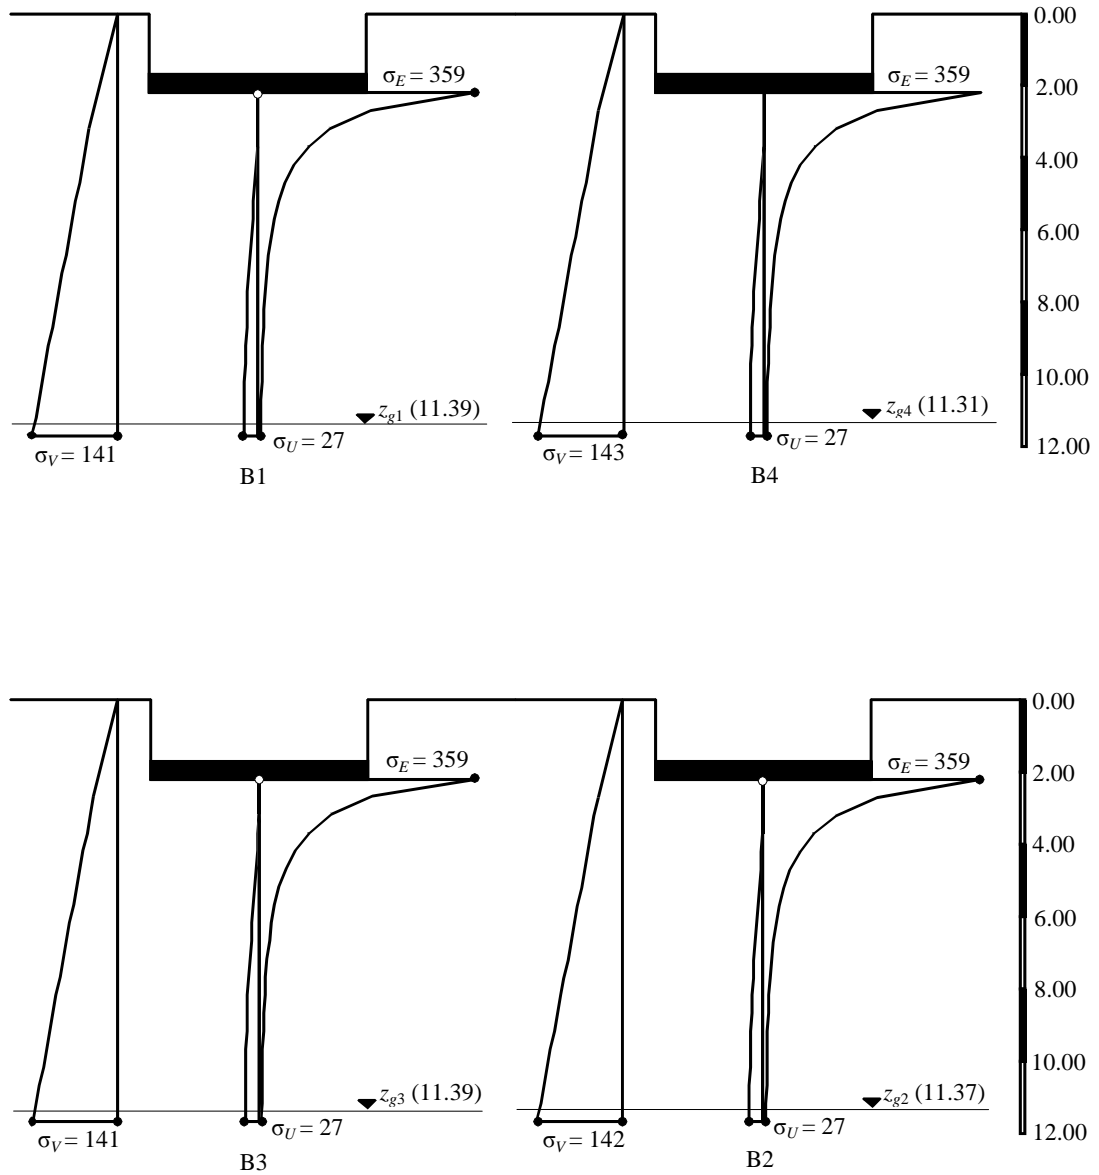 0.00
σE = 359
σE = 359
2.00
4.00
6.00
8.00
10.00
zg1 (11.39)
zg4 (11.31)
σU = 27
σU = 27
12.00
σV = 141
σV = 143
B1
B4
0.00
σE = 359
σE = 359
2.00
4.00
6.00
8.00
10.00
zg3 (11.39)
zg2 (11.37)
σU = 27
σU = 27
12.00
σV = 141
σV = 142
B3
B2